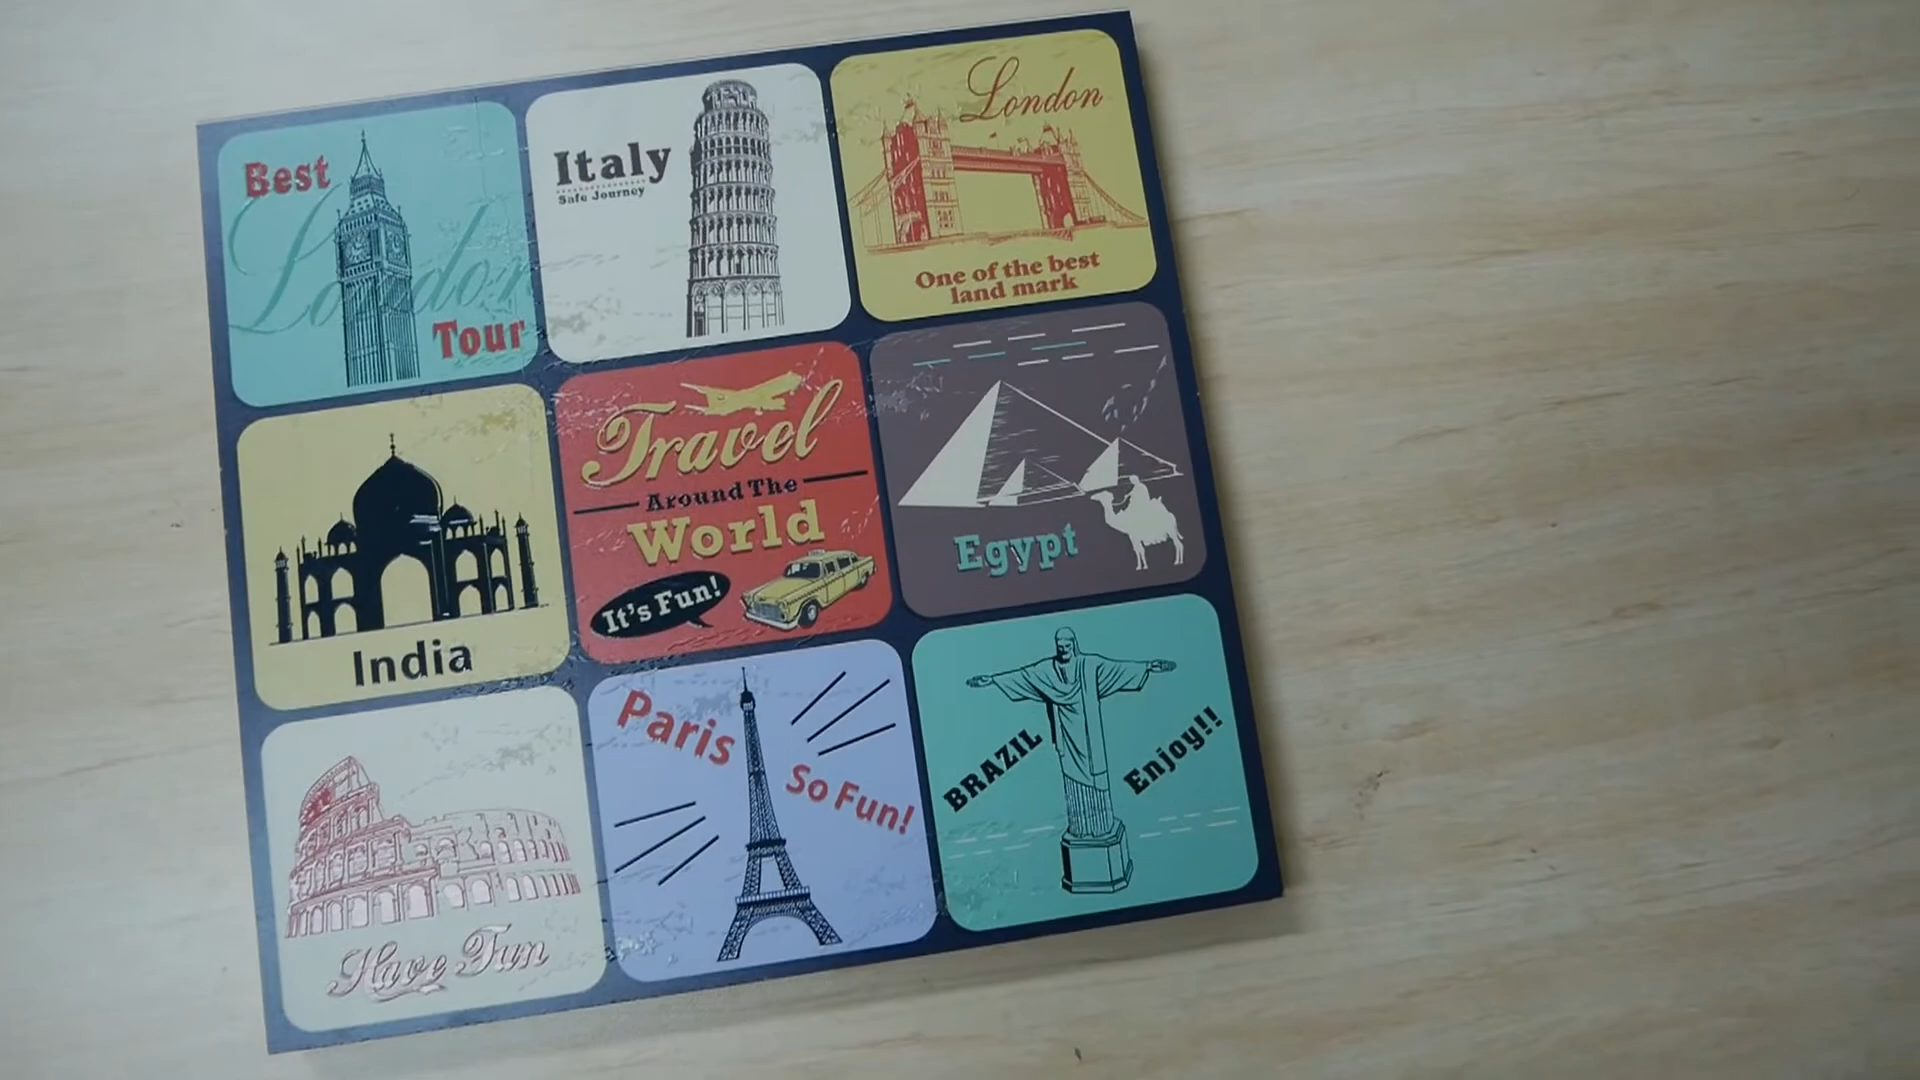 Best
London
Tour
Italy
Safe Journey
London
One of the best
land mark
India
Travel
Around The
World
It's Fun!
Egypt
Have Fun
Paris
So Fun!
BRAZIL
Enjoy!!